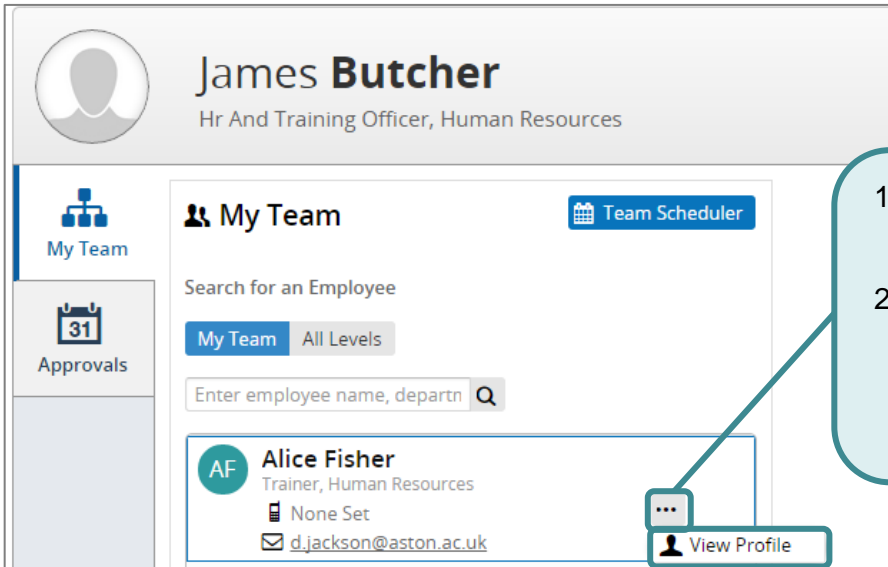 James Butcher
Hr And Training Officer, Human Resources
My Team
31
Approvals
My Team
Team Scheduler
Search for an Employee
My Team All Levels
Enter employee name, departn
AF
Alice Fisher
Trainer, Human Resources
None Set
d.jackson@aston.ac.uk
...
View Profile
1
2